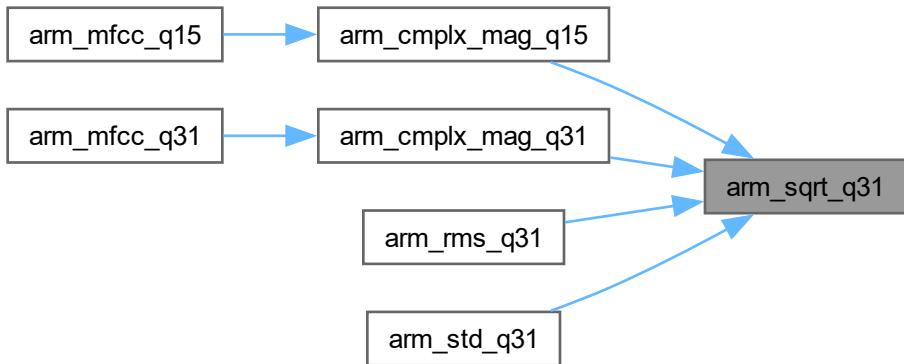 arm_mfcc_q15
arm_cmplx_mag_q15
arm_mfcc_q31
arm_cmplx_mag_q31
arm_sqrt_q31
arm_rms_q31
arm_std_q31